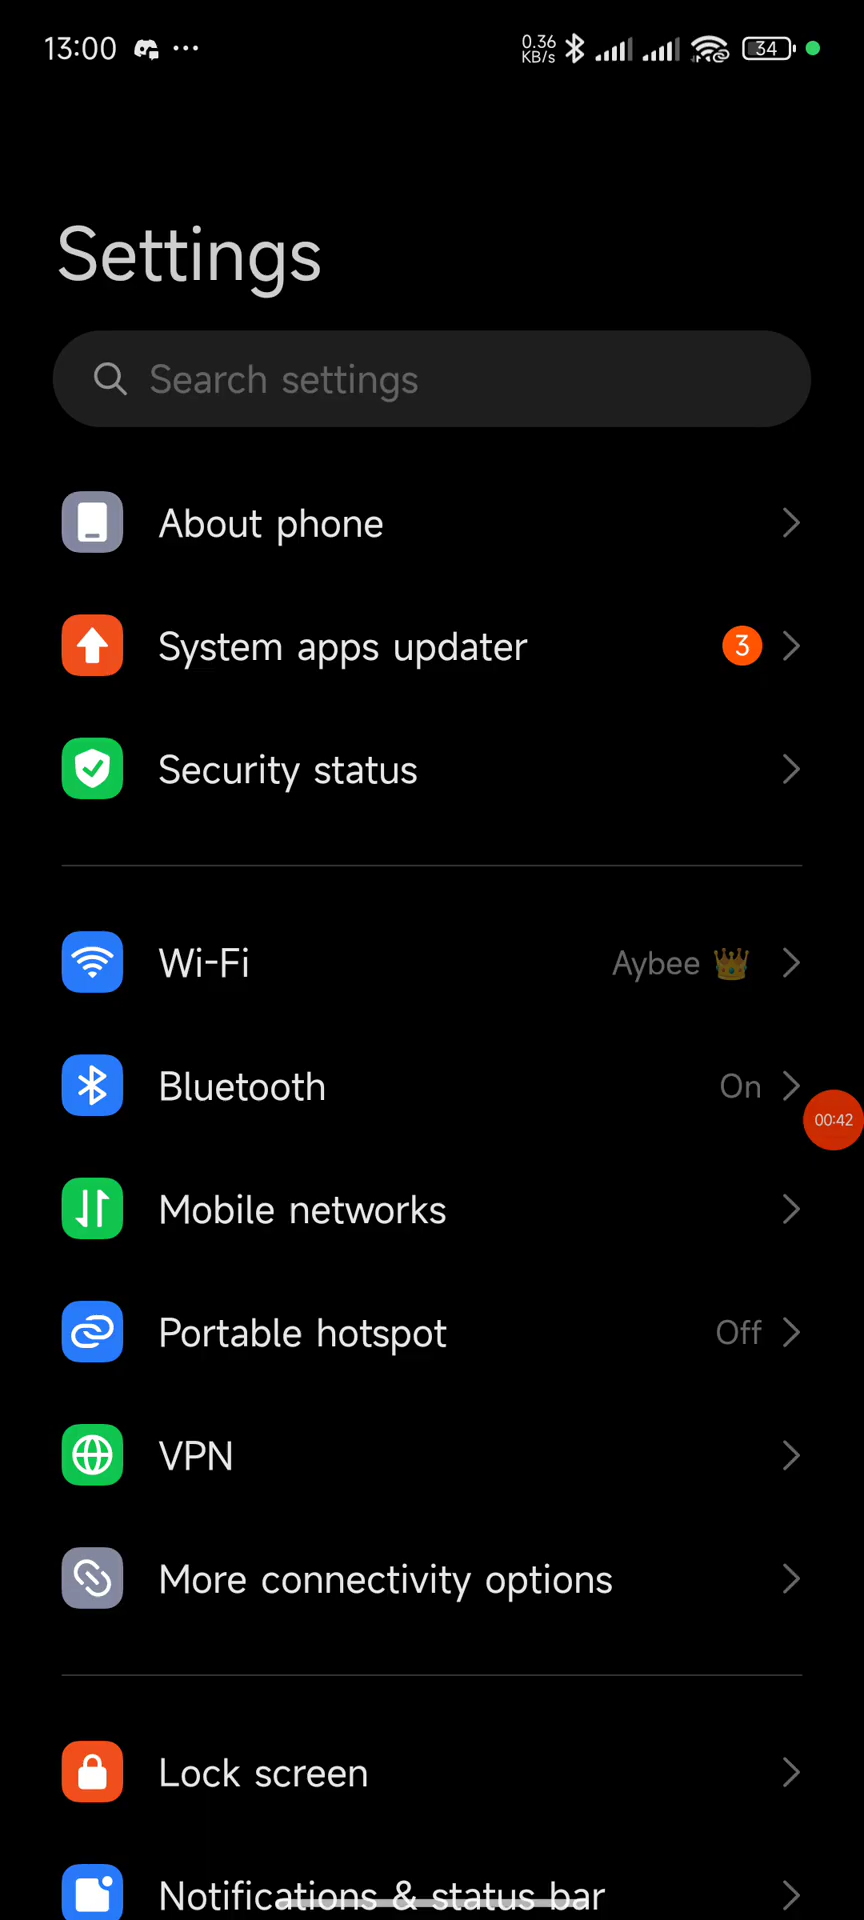 13:00 ... 0.36 KB/s 34
Settings
Search settings
About phone
System apps updater 3
Security status
Wi-Fi Aybee 👑
Bluetooth On
00:42
Mobile networks
Portable hotspot Off
VPN
More connectivity options
Lock screen
Notifications & status bar